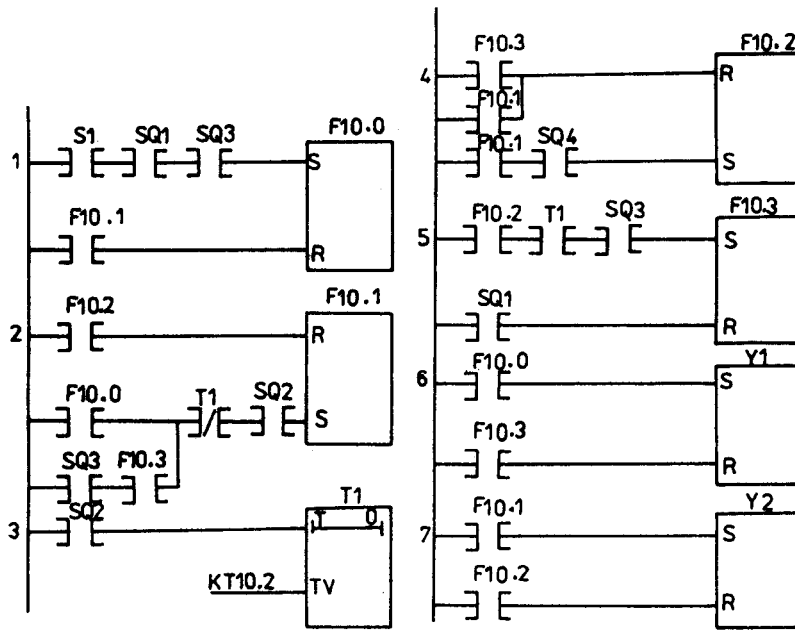 S1 SQ1 SQ3 F10.0
1 S
F10.1
R
F10.2 F10.1
2 R
F10.0 T1 SQ2
S
SQ3 F10.3
SQ2 T1
3 T 0
KT10.2 TV
F10.3 F10.2
4 R
F10.1
F10.1 SQ4
S
F10.2 T1 SQ3 F10.3
5 S
SQ1
R
F10.0 Y1
6 S
F10.3
R
F10.1 Y2
7 S
F10.2
R